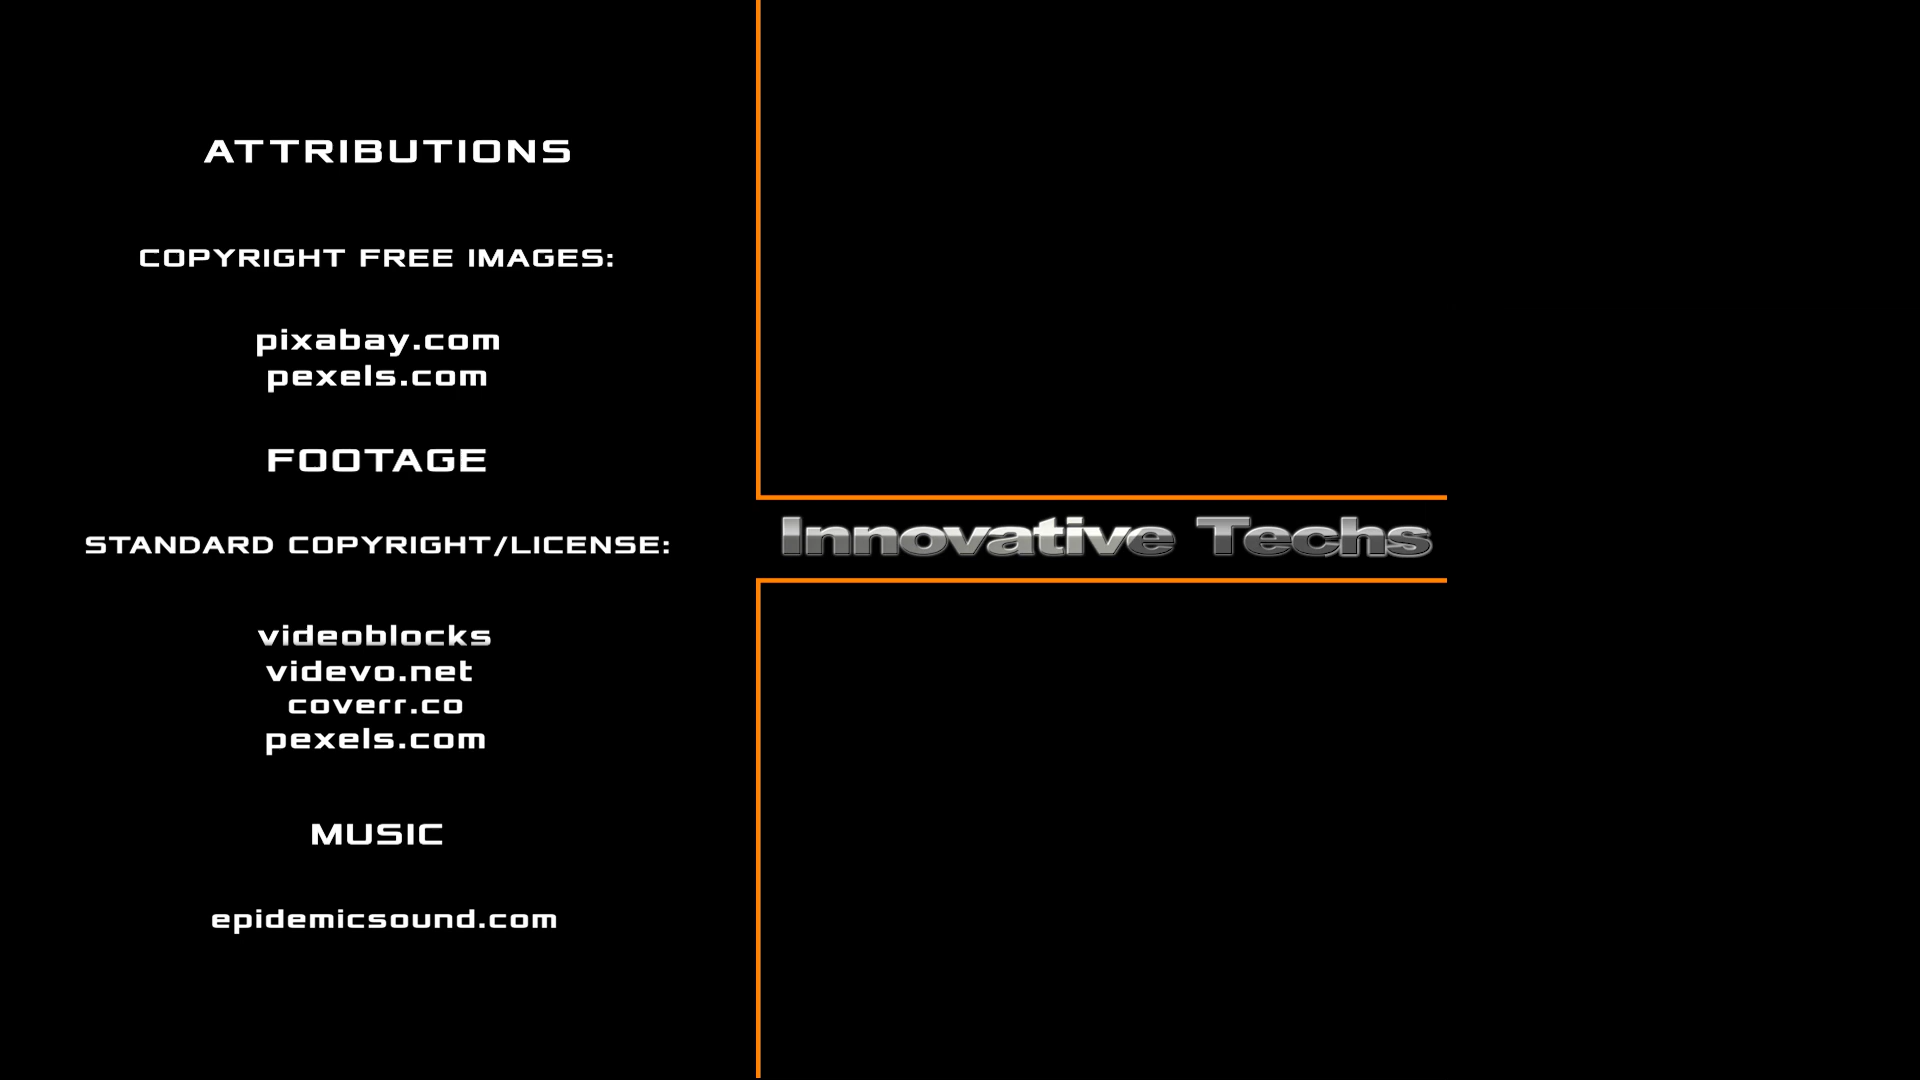 ATTRIBUTIONS
COPYRIGHT FREE IMAGES:
pixabay.com
pexels.com
FOOTAGE
STANDARD COPYRIGHT/LICENSE:
videoblocks
videvo.net
coverr.co
pexels.com
MUSIC
epidemicsound.com
Innovative Techs